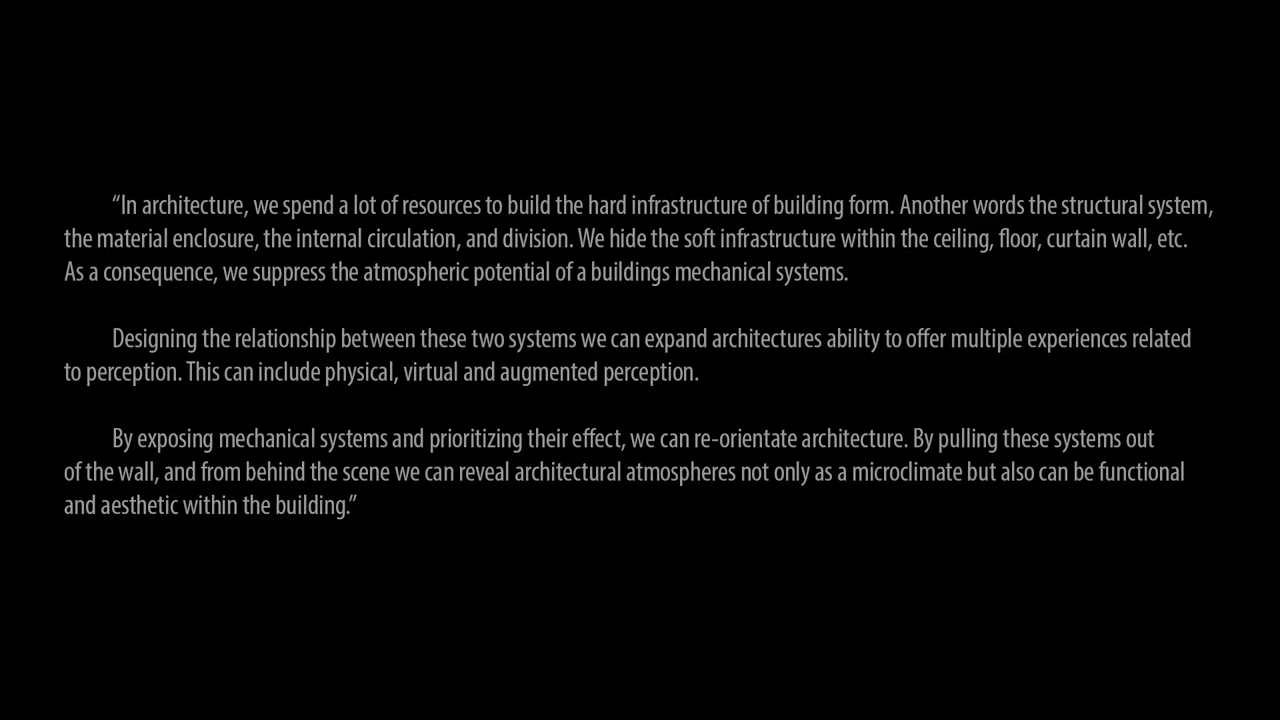 “In architecture, we spend a lot of resources to build the hard infrastructure of building form. Another words the structural system,
the material enclosure, the internal circulation, and division. We hide the soft infrastructure within the ceiling, floor, curtain wall, etc.
As a consequence, we suppress the atmospheric potential of a buildings mechanical systems.
Designing the relationship between these two systems we can expand architectures ability to offer multiple experiences related
to perception. This can include physical, virtual and augmented perception.
By exposing mechanical systems and prioritizing their effect, we can re-orientate architecture. By pulling these systems out
of the wall, and from behind the scene we can reveal architectural atmospheres not only as a microclimate but also can be functional
and aesthetic within the building.”